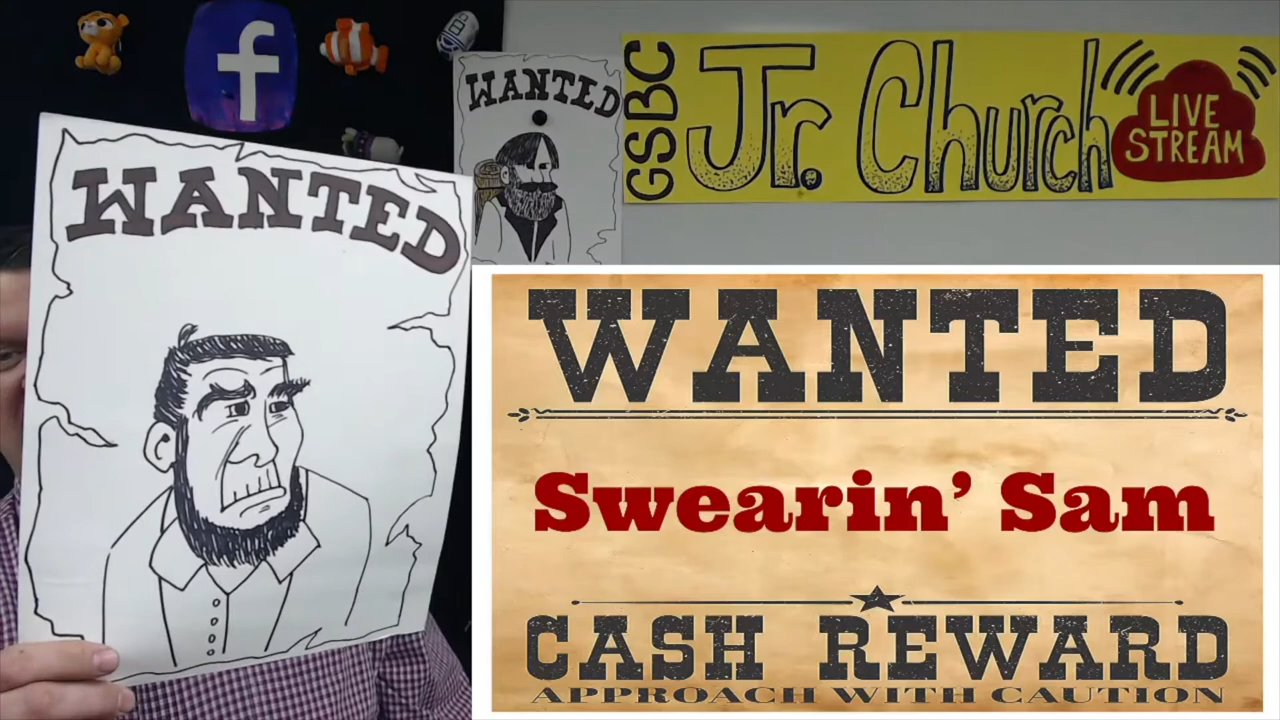 f
WANTED
GSBC
Jr. Church
LIVE
STREAM
WANTED
WANTED
Swearin' Sam
CASH REWARD
APPROACH WITH CAUTION